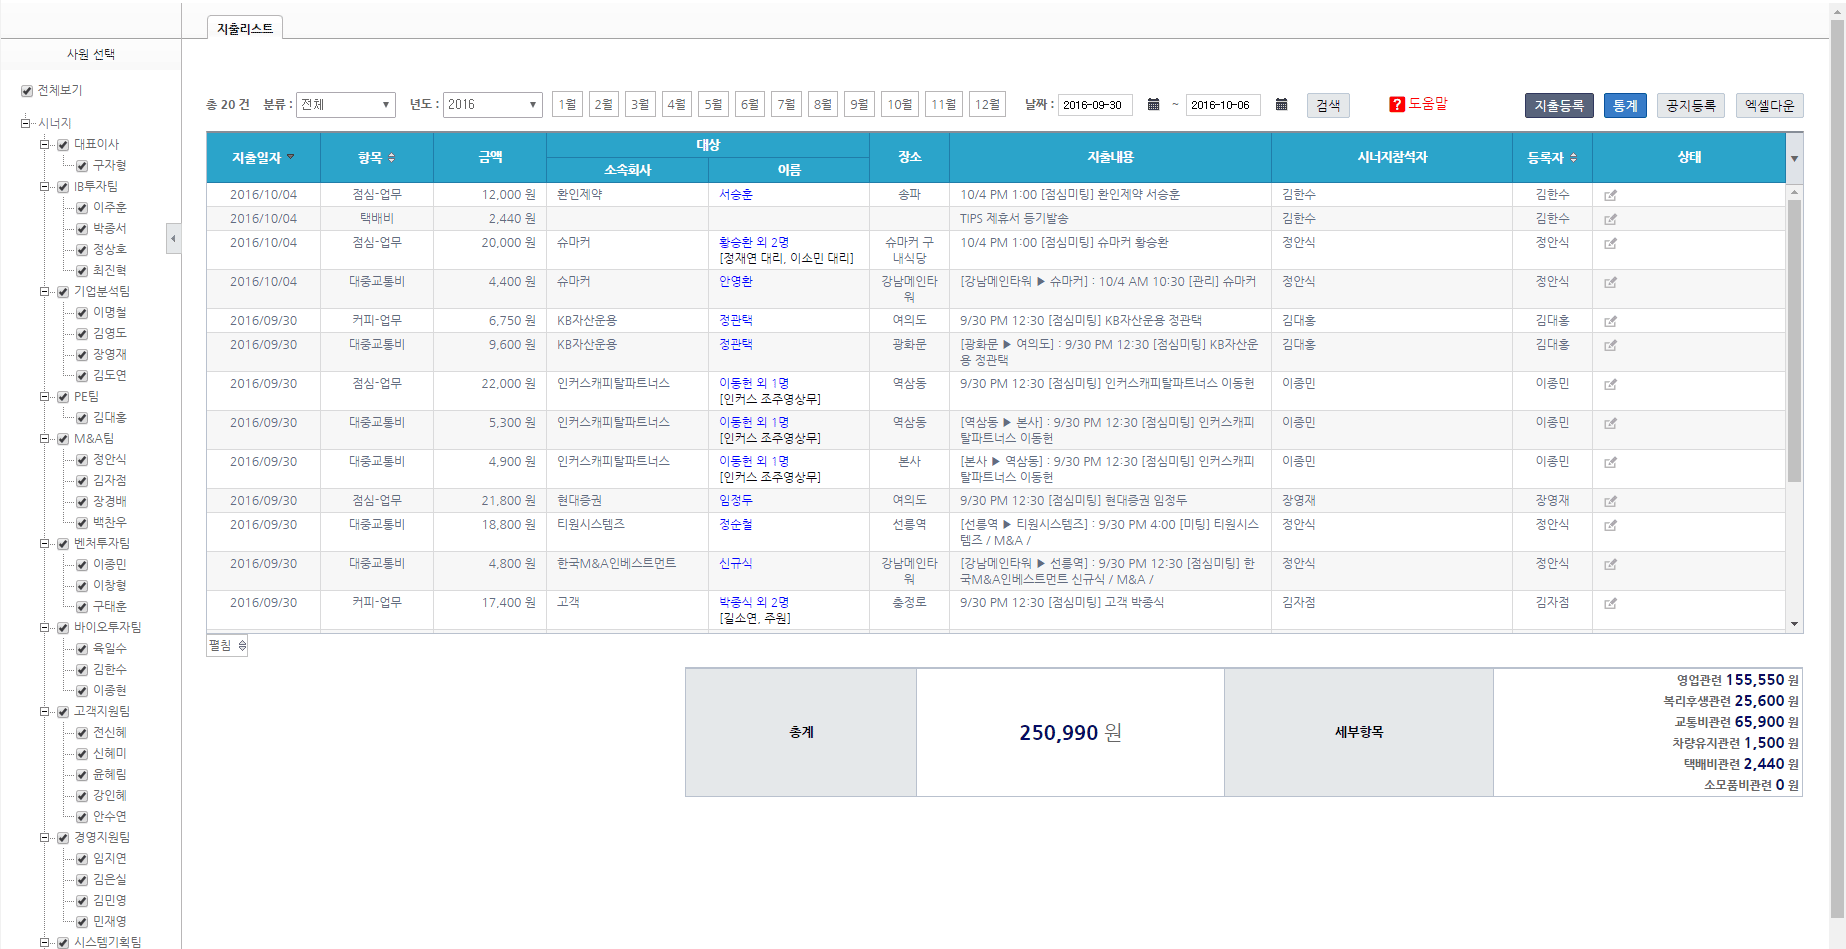 지출리스트
사원 선택
전체보기
시너지
대표이사
구자형
IB투자팀
이주훈
박종서
정상호
최진혁
기업분석팀
이명철
김영도
장영재
김도연
PE팀
김대홍
M&A팀
정안식
김자점
장경배
백찬우
벤처투자팀
이종민
이창형
구태훈
바이오투자팀
육일수
김한수
이종현
고객지원팀
전신혜
신혜미
윤혜림
강인혜
안수연
경영지원팀
임지연
김은실
김민영
민재영
시스템기획팀
총 20 건 분류 : 전체 년도 : 2016 1월 2월 3월 4월 5월 6월 7월 8월 9월 10월 11월 12월 날짜 : 2016-09-30 ~ 2016-10-06 검색 ? 도움말 지출등록 통계 공지등록 엑셀다운
지출일자 항목 금액 대상 장소 지출내용 시너지참석자 등록자 상태
소속회사 이름
2016/10/04 점심-업무 12,000 원 환인제약 서승훈 송파 10/4 PM 1:00 [점심미팅] 환인제약 서승훈 김한수 김한수
2016/10/04 택배비 2,440 원 TIPS 제휴서 등기발송 김한수 김한수
2016/10/04 점심-업무 20,000 원 슈마커 황승환 외 2명 슈마커 구 10/4 PM 1:00 [점심미팅] 슈마커 황승환 정안식 정안식
[정재연 대리, 이소민 대리] 내식당
2016/10/04 대중교통비 4,400 원 슈마커 안영환 강남메인타 [강남메인타워 ▶ 슈마커] : 10/4 AM 10:30 [관리] 슈마커 정안식 정안식
워
2016/09/30 커피-업무 6,750 원 KB자산운용 정관택 여의도 9/30 PM 12:30 [점심미팅] KB자산운용 정관택 김대홍 김대홍
2016/09/30 대중교통비 9,600 원 KB자산운용 정관택 광화문 [광화문 ▶ 여의도] : 9/30 PM 12:30 [점심미팅] KB자산운 김대홍 김대홍
용 정관택
2016/09/30 점심-업무 22,000 원 인커스캐피탈파트너스 이동헌 외 1명 역삼동 9/30 PM 12:30 [점심미팅] 인커스캐피탈파트너스 이동헌 이종민 이종민
[인커스 조주영상무]
2016/09/30 대중교통비 5,300 원 인커스캐피탈파트너스 이동헌 외 1명 역삼동 [역삼동 ▶ 본사] : 9/30 PM 12:30 [점심미팅] 인커스캐피 이종민 이종민
[인커스 조주영상무] 탈파트너스 이동헌
2016/09/30 대중교통비 4,900 원 인커스캐피탈파트너스 이동헌 외 1명 본사 [본사 ▶ 역삼동] : 9/30 PM 12:30 [점심미팅] 인커스캐피 이종민 이종민
[인커스 조주영상무] 탈파트너스 이동헌
2016/09/30 점심-업무 21,800 원 현대증권 임정두 여의도 9/30 PM 12:30 [점심미팅] 현대증권 임정두 장영재 장영재
2016/09/30 대중교통비 18,800 원 티원시스템즈 정순철 선릉역 [선릉역 ▶ 티원시스템즈] : 9/30 PM 4:00 [미팅] 티원시스 정안식 정안식
템즈 / M&A /
2016/09/30 대중교통비 4,800 원 한국M&A인베스트먼트 신규식 강남메인타 [강남메인타워 ▶ 선릉역] : 9/30 PM 12:30 [점심미팅] 한 정안식 정안식
워 국M&A인베스트먼트 신규식 / M&A /
2016/09/30 커피-업무 17,400 원 고객 박종식 외 2명 충정로 9/30 PM 12:30 [점심미팅] 고객 박종식 김자점 김자점
[길소연, 주원]
펼침
총계 250,990 원 세부항목
영업관련 155,550 원
복리후생관련 25,600 원
교통비관련 65,900 원
차량유지관련 1,500 원
택배비관련 2,440 원
소모품비관련 0 원